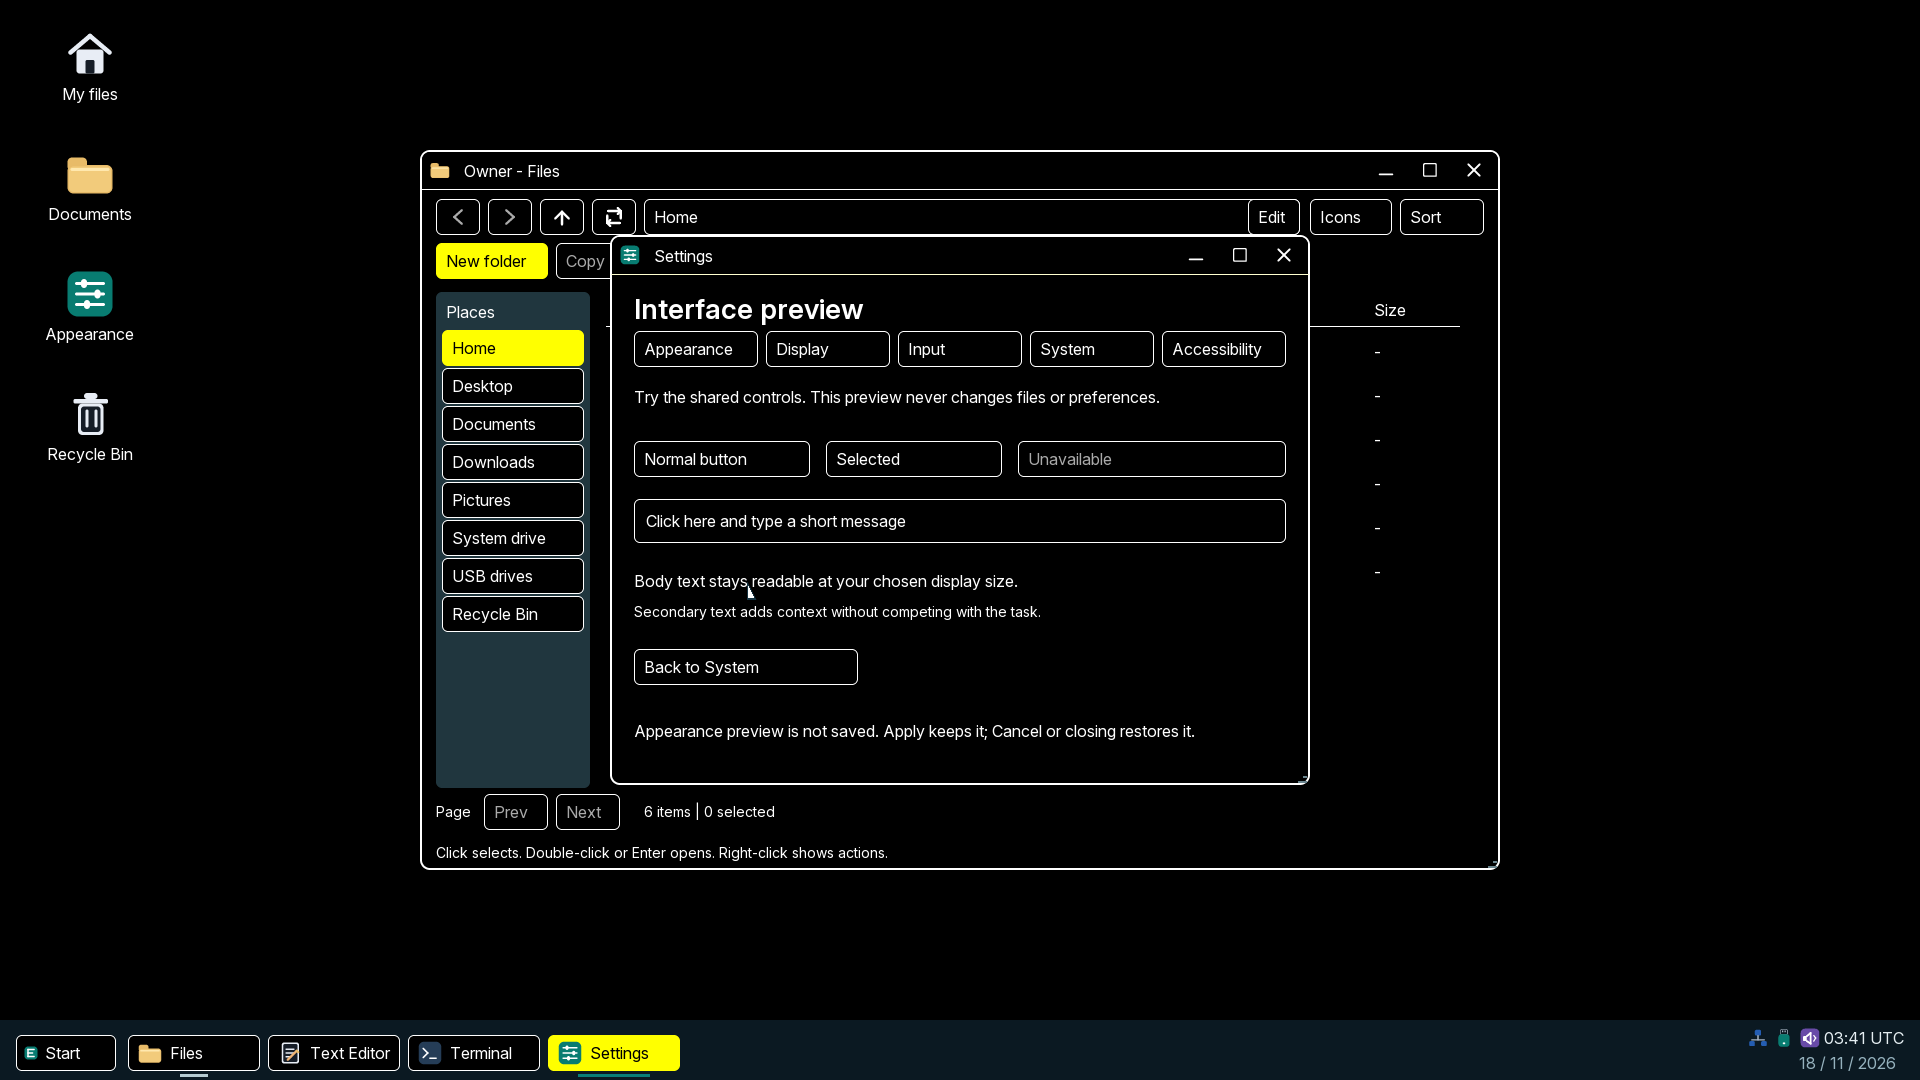 My files
Documents
Appearance
Recycle Bin
Owner - Files
Home
Edit
Icons
Sort
New folder
Copy
Places
Home
Desktop
Documents
Downloads
Pictures
System drive
USB drives
Recycle Bin
Size
-
-
-
-
-
-
Settings
Interface preview
Appearance
Display
Input
System
Accessibility
Try the shared controls. This preview never changes files or preferences.
Normal button
Selected
Unavailable
Click here and type a short message
Body text stays readable at your chosen display size.
Secondary text adds context without competing with the task.
Back to System
Appearance preview is not saved. Apply keeps it; Cancel or closing restores it.
Page
Prev
Next
6 items | 0 selected
Click selects. Double-click or Enter opens. Right-click shows actions.
Start
Files
Text Editor
Terminal
Settings
03:41 UTC
18 / 11 / 2026